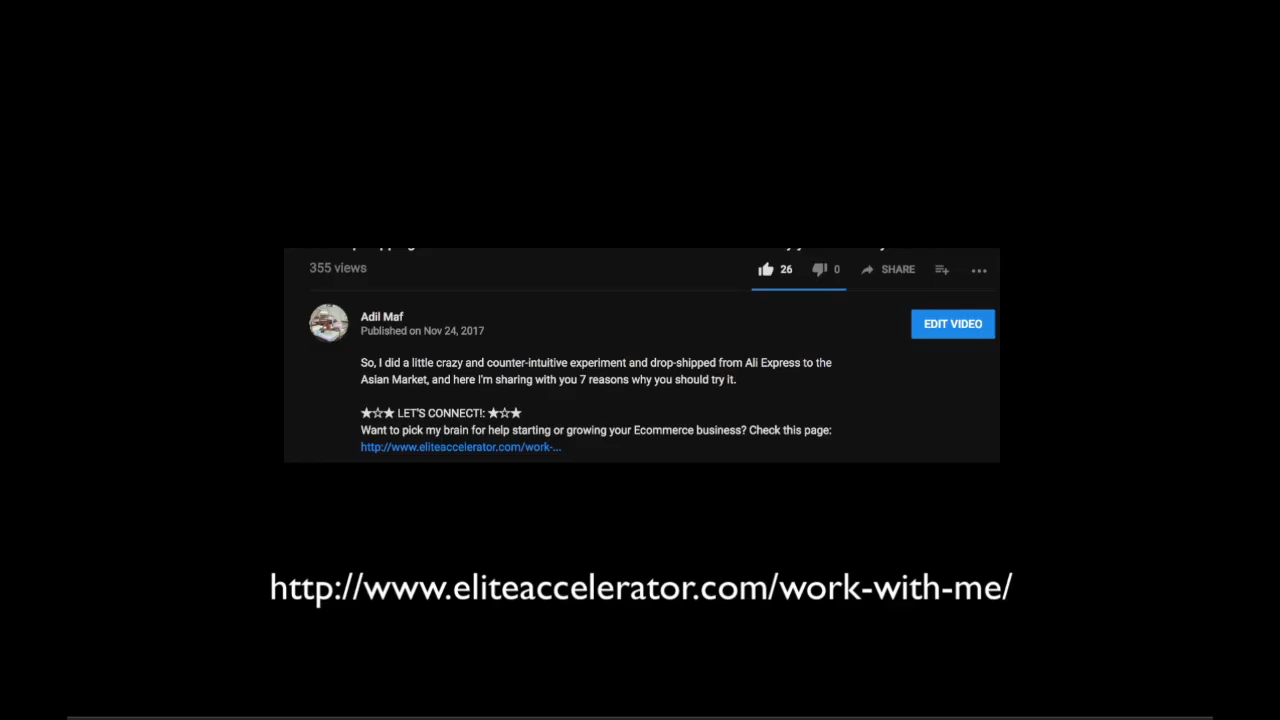 355 views
26
0
SHARE
Adil Maf
Published on Nov 24, 2017
EDIT VIDEO
So, I did a little crazy and counter-intuitive experiment and drop-shipped from Ali Express to the
Asian Market, and here I'm sharing with you 7 reasons why you should try it.
★☆★ LET'S CONNECT!: ★☆★
Want to pick my brain for help starting or growing your Ecommerce business? Check this page:
http://www.eliteaccelerator.com/work-...
http://www.eliteaccelerator.com/work-with-me/